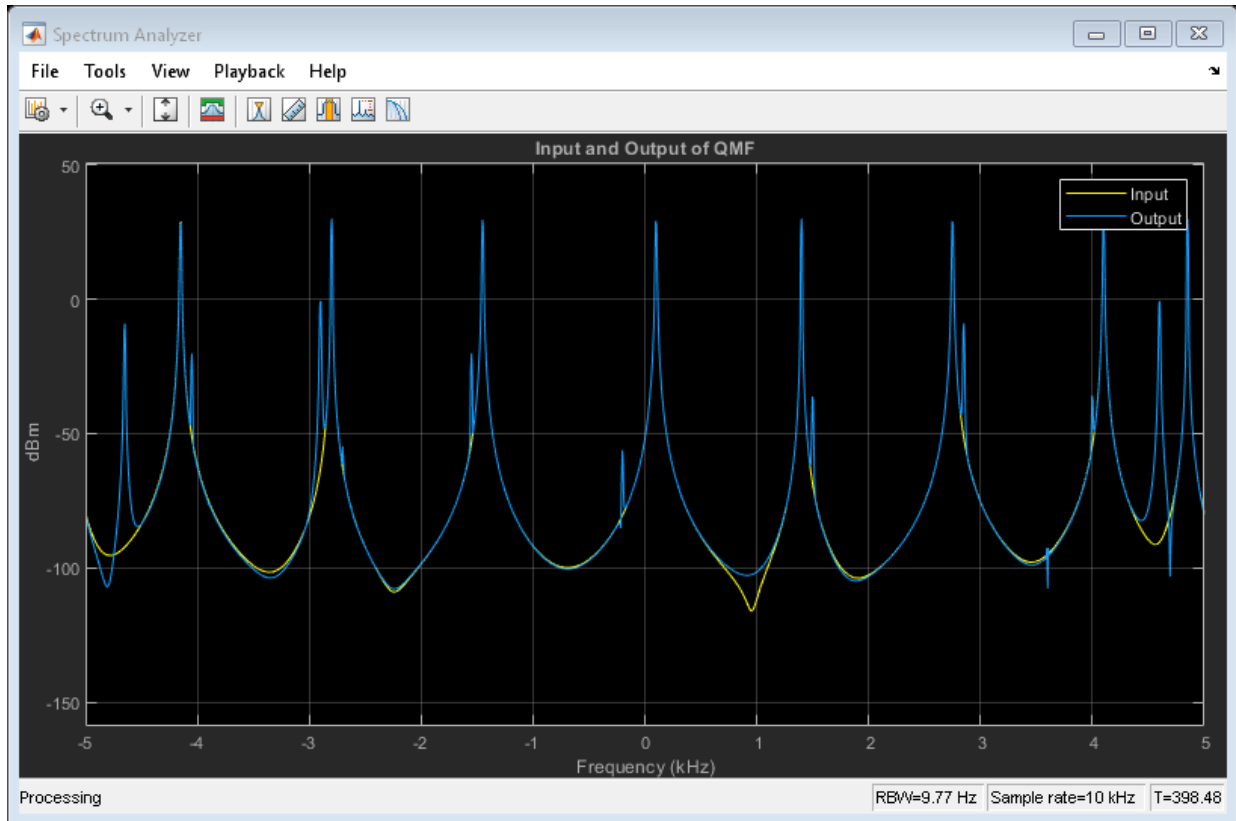 Spectrum Analyzer
File Tools View Playback Help
Input and Output of QMF
Input
Output
50
0
-50
-100
-150
dBm
-5 -4 -3 -2 -1 0 1 2 3 4 5
Frequency (kHz)
Processing
RBW=9.77 Hz Sample rate=10 kHz T=398.48